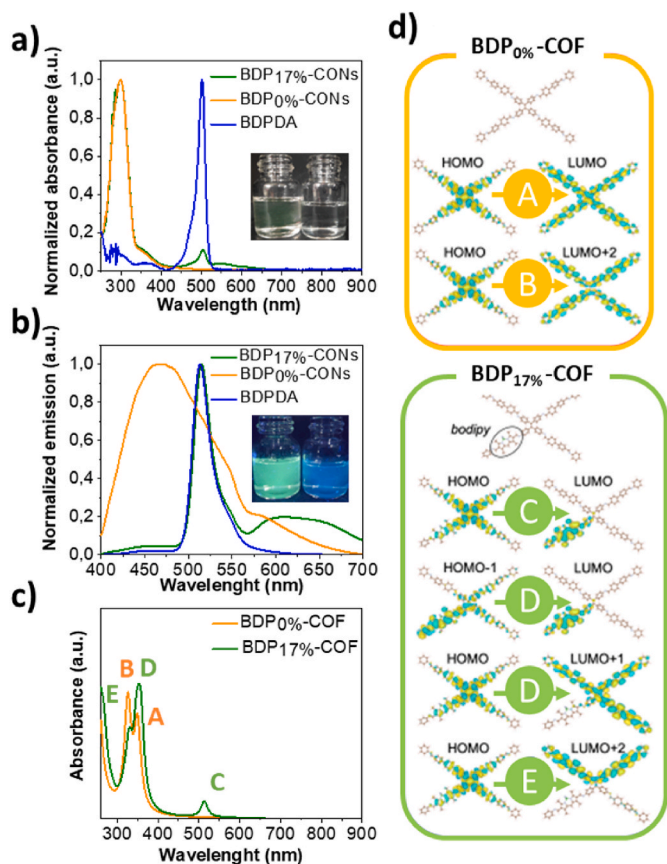 a)
Normalized absorbance (a.u.)
1,0
0,8
0,6
0,4
0,2
0,0
BDP17%-CONs
BDP0%-CONs
BDPDA
300 400 500 600 700 800 900
Wavelength (nm)
b)
Normalized emission (a.u.)
1,0
0,8
0,6
0,4
0,2
0,0
BDP17%-CONs
BDP0%-CONs
BDPDA
400 450 500 550 600 650 700
Wavelenght (nm)
c)
Absorbance (a.u.)
BDP0%-COF
BDP17%-COF
B D
E
A
C
300 400 500 600 700 800 900
Wavelenght (nm)
d)
BDP0%-COF
HOMO LUMO
A
HOMO LUMO+2
B
BDP17%-COF
bodipy
HOMO LUMO
C
HOMO-1 LUMO
D
HOMO LUMO+1
D
HOMO LUMO+2
E